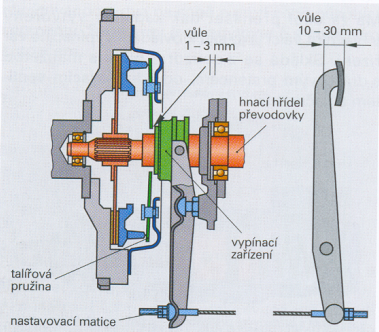 vůle
1 – 3 mm
vůle
10 – 30 mm
hnací hřídel
převodovky
vypínací
zařízení
talířová
pružina
nastavovací matice